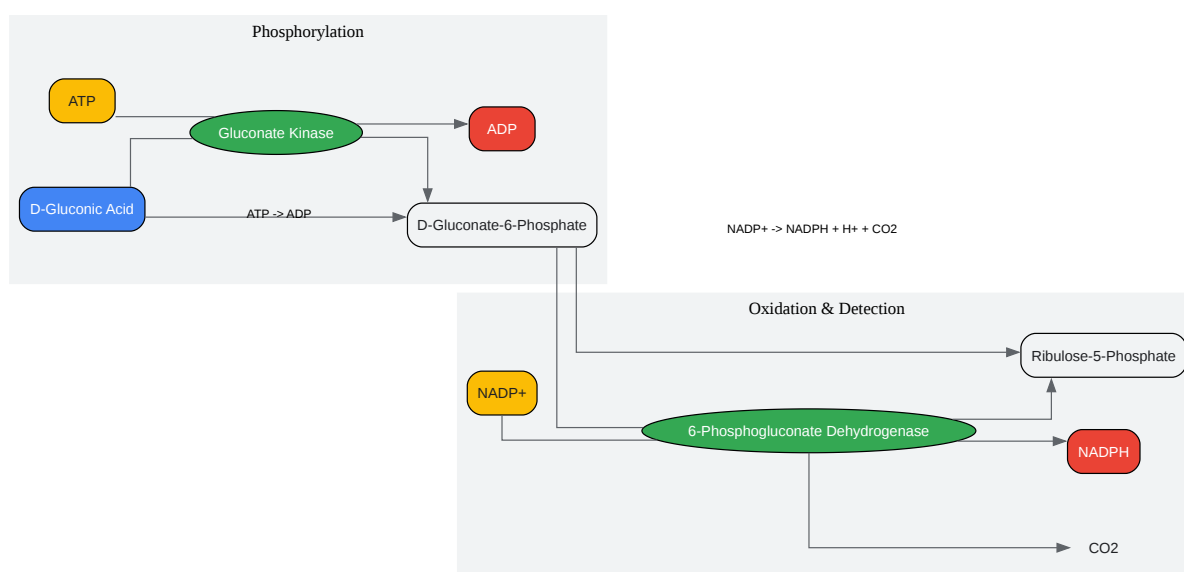 Phosphorylation
ATP
Gluconate Kinase
ADP
D-Gluconic Acid
ATP -> ADP
D-Gluconate-6-Phosphate
NADP+ -> NADPH + H+ + CO2
Oxidation & Detection
Ribulose-5-Phosphate
NADP+
6-Phosphogluconate Dehydrogenase
NADPH
CO2